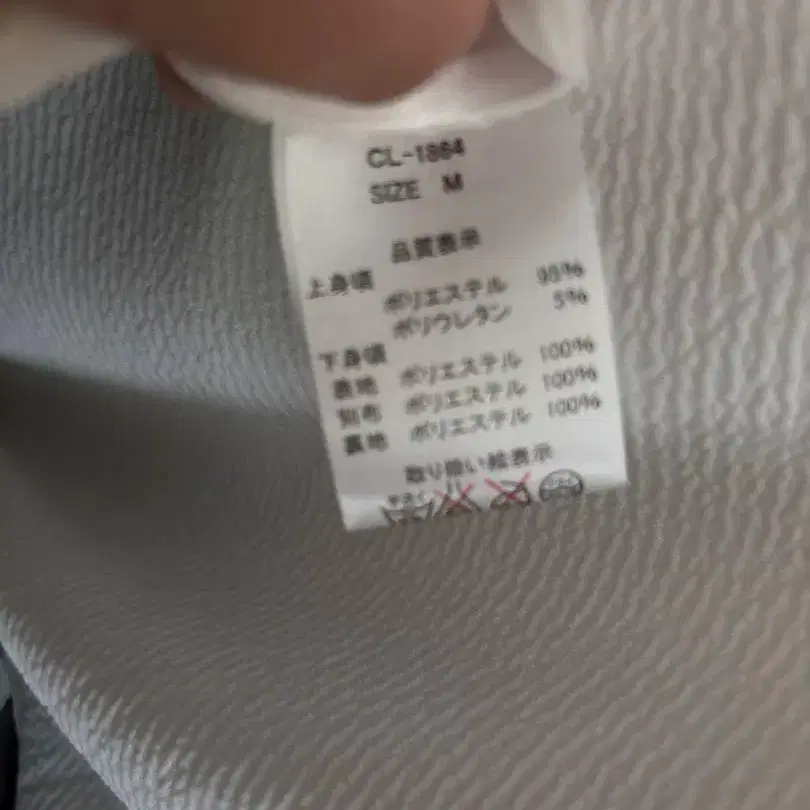 CL-1864
SIZE M
品質表示
上身頃
ポリエステル 95%
ポリウレタン 5%
下身頃
表地 ポリエステル 100%
別布 ポリエステル 100%
裏地 ポリエステル 100%
取り扱い絵表示